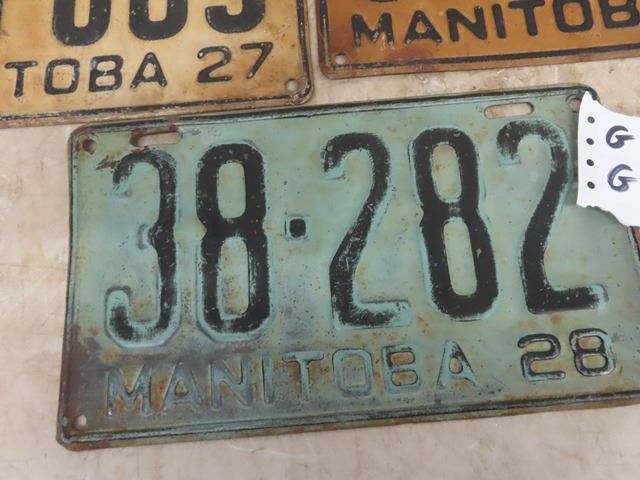 TOBA 27
MANITOB
38·282
MANITOBA 28
G
G